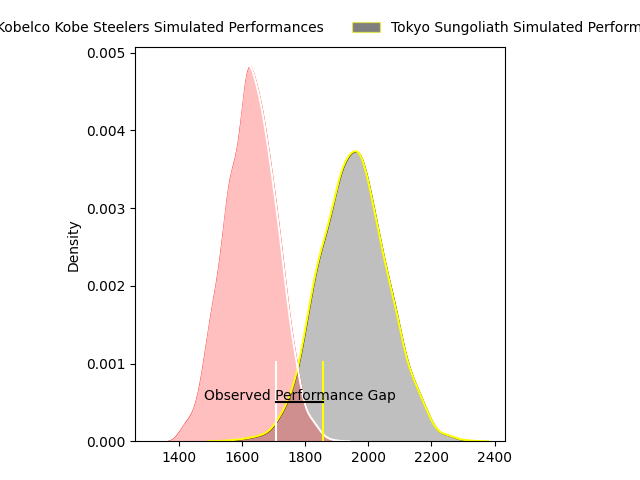 Kobelco Kobe Steelers Simulated Performances
Tokyo Sungoliath Simulated
0.005
0.004
0.003
0.002
0.001
0.000
Density
Observed Performance Gap
1400 1600 1800 2000 2200 2400